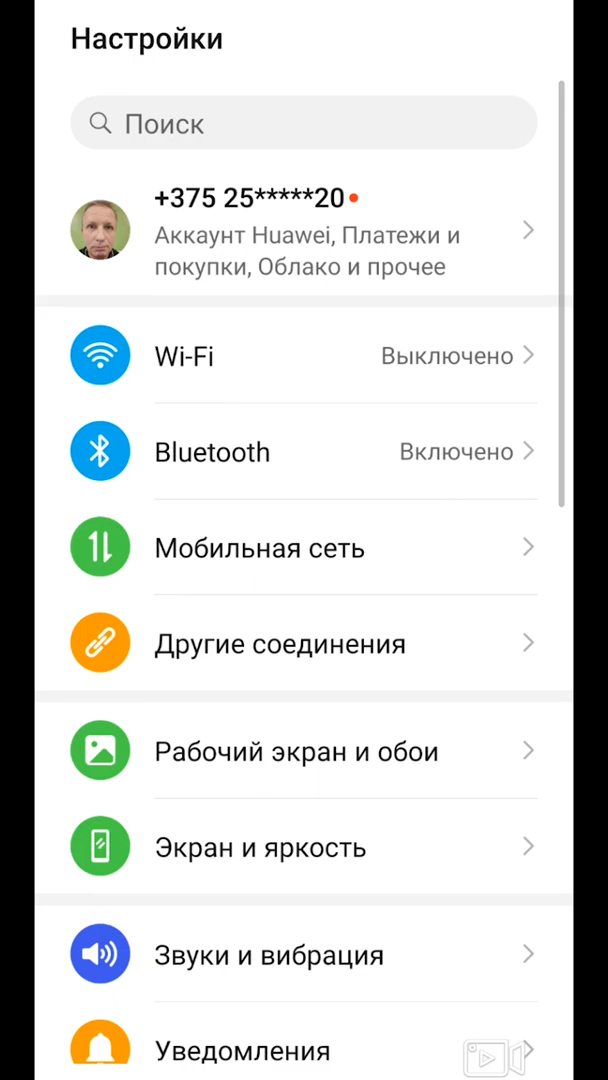 Настройки
Поиск
+375 25*****20
Аккаунт Huawei, Платежи и
покупки, Облако и прочее
Wi-Fi
Выключено
Bluetooth
Включено
Мобильная сеть
Другие соединения
Рабочий экран и обои
Экран и яркость
Звуки и вибрация
Уведомления